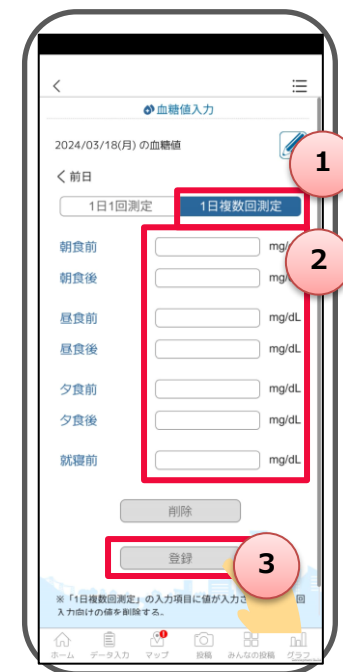 血糖値入力
2024/03/18(月) の血糖値
1
前日
1日1回測定 1日複数回測定
2
朝食前 mg/
朝食後 mg/
昼食前 mg/dL
昼食後 mg/dL
夕食前 mg/dL
夕食後 mg/dL
就寝前 mg/dL
削除
登録
3
※「1日複数回測定」の入力項目に値が入力さ 回
入力向けの値を削除する。
ホーム データ入力 マップ 投稿 みんなの投稿 グラフ